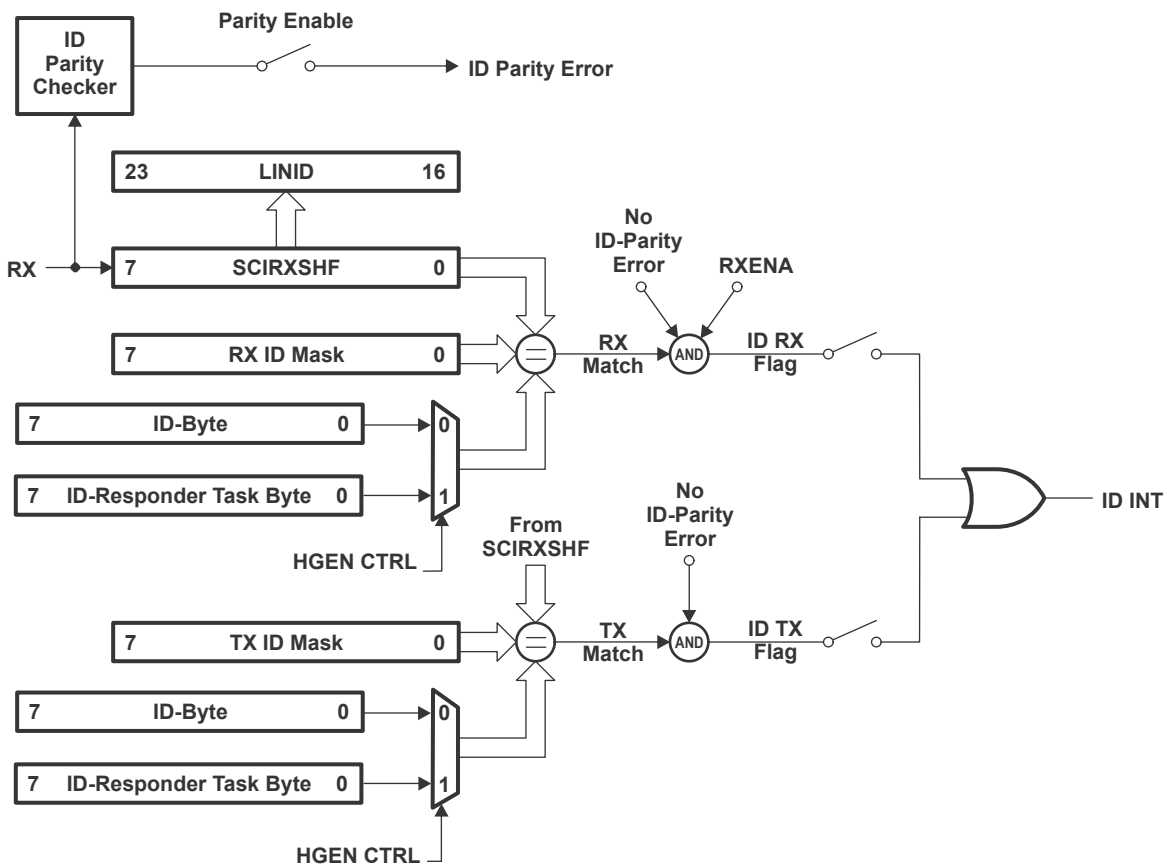 Parity Enable
ID
Parity
Checker
ID Parity Error
23 LINID 16
RX
7 SCIRXSHF 0
No
ID-Parity
Error
RXENA
7 RX ID Mask 0
=
RX
Match
AND
ID RX
Flag
7 ID-Byte 0
0
7 ID-Responder Task Byte 0
1
HGEN CTRL
From
SCIRXSHF
No
ID-Parity
Error
ID INT
7 TX ID Mask 0
=
TX
Match
AND
ID TX
Flag
7 ID-Byte 0
0
7 ID-Responder Task Byte 0
1
HGEN CTRL